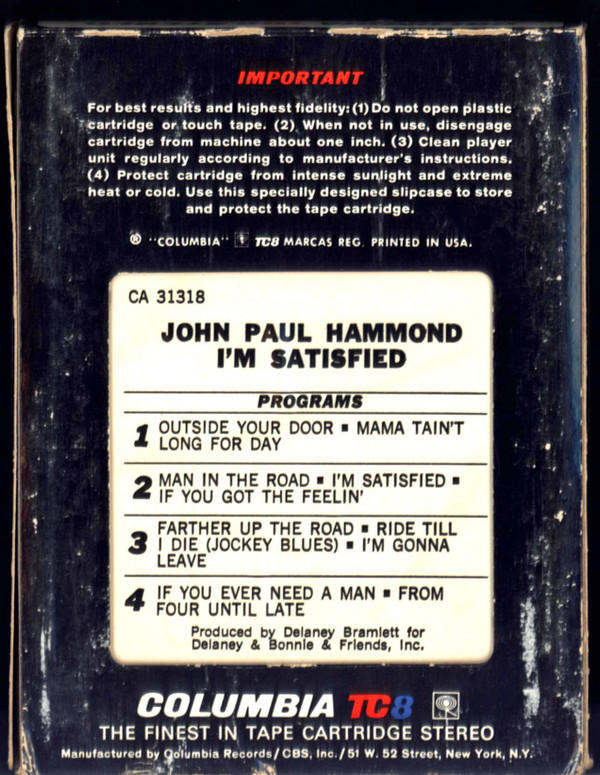 IMPORTANT
For best results and highest fidelity: (1) Do not open plastic
cartridge or touch tape. (2) When not in use, disengage
cartridge from machine about one inch. (3) Clean player
unit regularly according to manufacturer's instructions.
(4) Protect cartridge from intense sunlight and extreme
heat or cold. Use this specially designed slipcase to store
and protect the tape cartridge.
® "COLUMBIA" TC8 MARCAS REG. PRINTED IN USA.
CA 31318
JOHN PAUL HAMMOND
I'M SATISFIED
PROGRAMS
1 OUTSIDE YOUR DOOR ▪ MAMA TAIN'T
LONG FOR DAY
2 MAN IN THE ROAD ▪ I'M SATISFIED ▪
IF YOU GOT THE FEELIN'
3 FARTHER UP THE ROAD ▪ RIDE TILL
I DIE (JOCKEY BLUES) ▪ I'M GONNA
LEAVE
4 IF YOU EVER NEED A MAN ▪ FROM
FOUR UNTIL LATE
Produced by Delaney Bramlett for
Delaney & Bonnie & Friends, Inc.
COLUMBIA TC8
THE FINEST IN TAPE CARTRIDGE STEREO
Manufactured by Columbia Records/CBS, Inc./51 W. 52 Street, New York, N.Y.